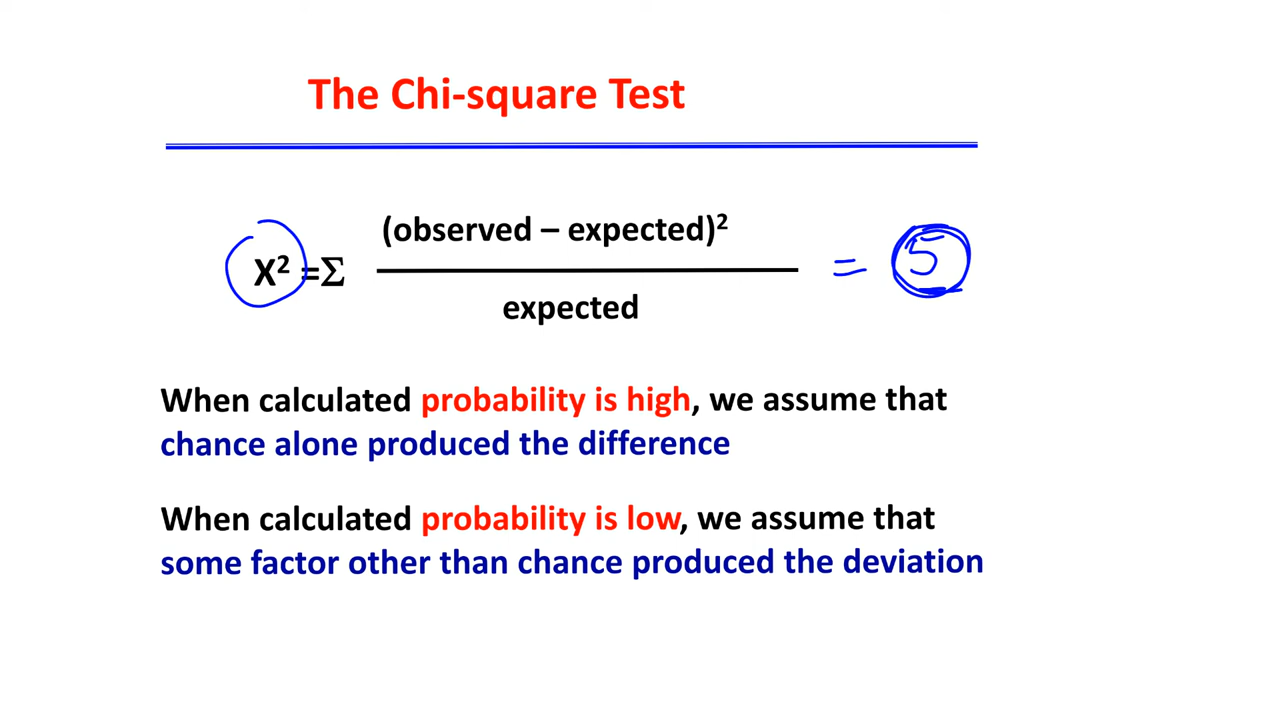 The Chi-square Test
(observed – expected)²
X² =Σ
= 5
expected
When calculated probability is high, we assume that
chance alone produced the difference
When calculated probability is low, we assume that
some factor other than chance produced the deviation